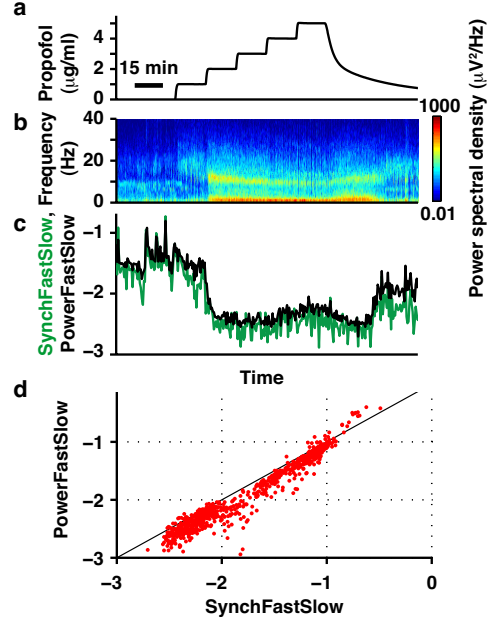 a
Propofol
(μg/ml)
4
2
0
15 min
b
Frequency
(Hz)
40
20
0
1000
0.01
Power spectral density (μV²/Hz)
c
SynchFastSlow,
PowerFastSlow
−1
−2
−3
Time
d
PowerFastSlow
−1
−2
−3
−3
−2
−1
0
SynchFastSlow